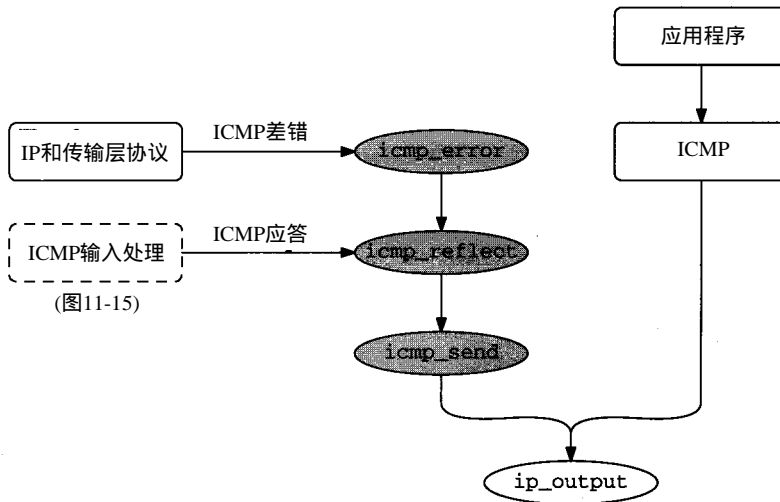 应用程序
ICMP差错
IP和传输层协议
icmp_error
ICMP
ICMP输入处理
ICMP应答
icmp_reflect
(图11-15)
icmp_send
ip_output